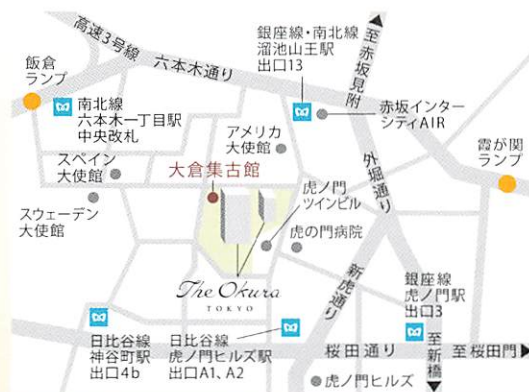 高速3号線
六本木通り
飯倉
ランプ
南北線
六本木一丁目駅
中央改札
銀座線・南北線
溜池山王駅
出口13
至赤坂見附
赤坂インター
シティAIR
アメリカ
大使館
外堀通り
霞が関
ランプ
スペイン
大使館
大倉集古館
スウェーデン
大使館
虎ノ門
ツインビル
虎の門病院
The Okura
TOKYO
新虎通り
銀座線
虎ノ門駅
出口3
日比谷線
神谷町駅
出口4b
日比谷線
虎ノ門ヒルズ駅
出口A1、A2
桜田通り
至新橋
至桜田門
虎ノ門ヒルズ